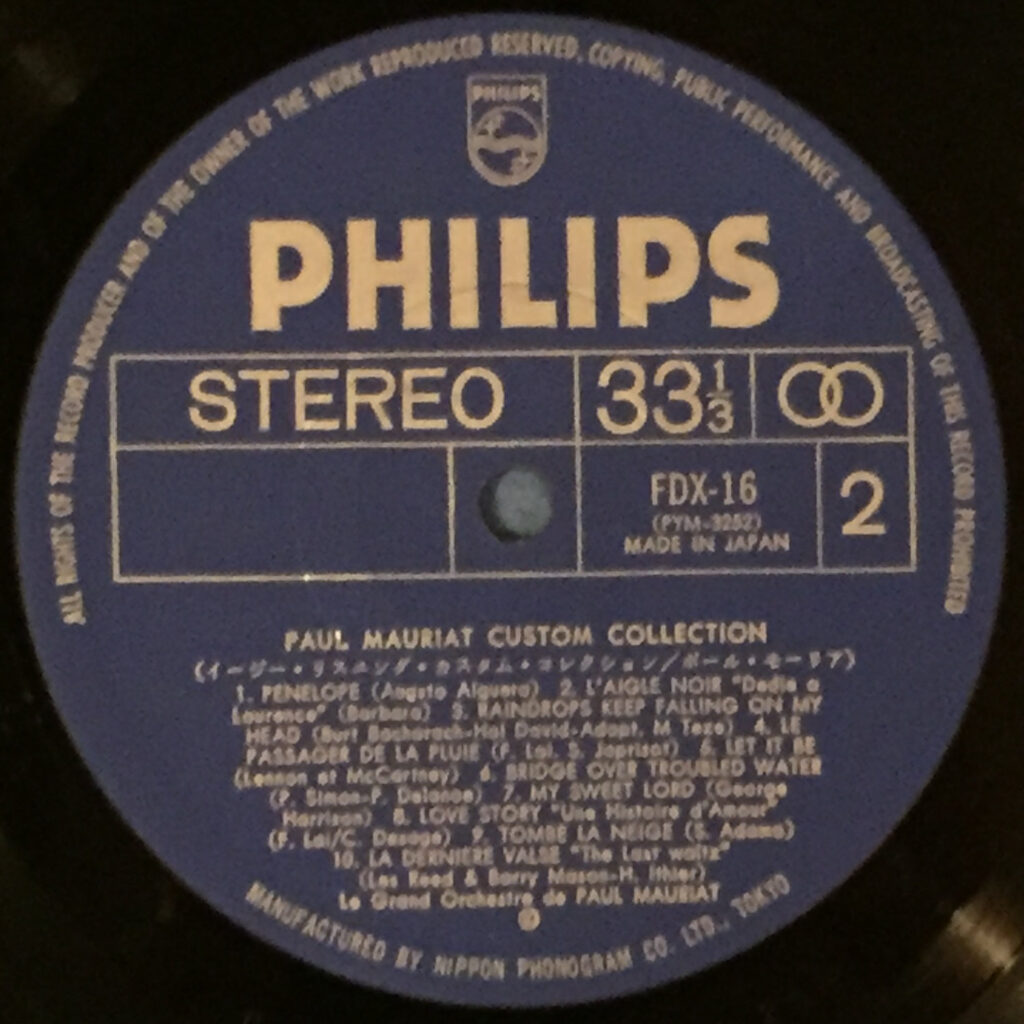 ALL RIGHTS OF THE RECORD PRODUCER AND OF THE OWNER OF THE WORK REPRODUCED RESERVED. COPYING, PUBLIC PERFORMANCE AND BROADCASTING OF THIS RECORD PROHIBITED
PHILIPS
PHILIPS
STEREO
33 1/3
FDX-16
(PYM-3252)
MADE IN JAPAN
2
PAUL MAURIAT CUSTOM COLLECTION
(イージー・リスニング・カスタム・コレクション/ポール・モーリア)
1. PENELOPE (Augusto Alguero) 2. L'AIGLE NOIR "Dedie a
Laurence" (Barbara) 3. RAINDROPS KEEP FALLING ON MY
HEAD (Burt Bacharach-Hal David-Adapt. M. Teze) 4. LE
PASSAGER DE LA PLUIE (F. Lai, S. Japrisot) 5. LET IT BE
(Lennon et McCartney) 6. BRIDGE OVER TROUBLED WATER
(P. Simon-P. Delanoe) 7. MY SWEET LORD (George
Harrison) 8. LOVE STORY "Une Histoire d'Amour"
(F. Lai/C. Desage) 9. TOMBE LA NEIGE (S. Adamo)
10. LA DERNIERE VALSE "The Last waltz"
(Les Reed & Barry Mason-H. Ithier)
Le Grand Orchestre de PAUL MAURIAT
MANUFACTURED BY NIPPON PHONOGRAM CO. LTD., TOKYO